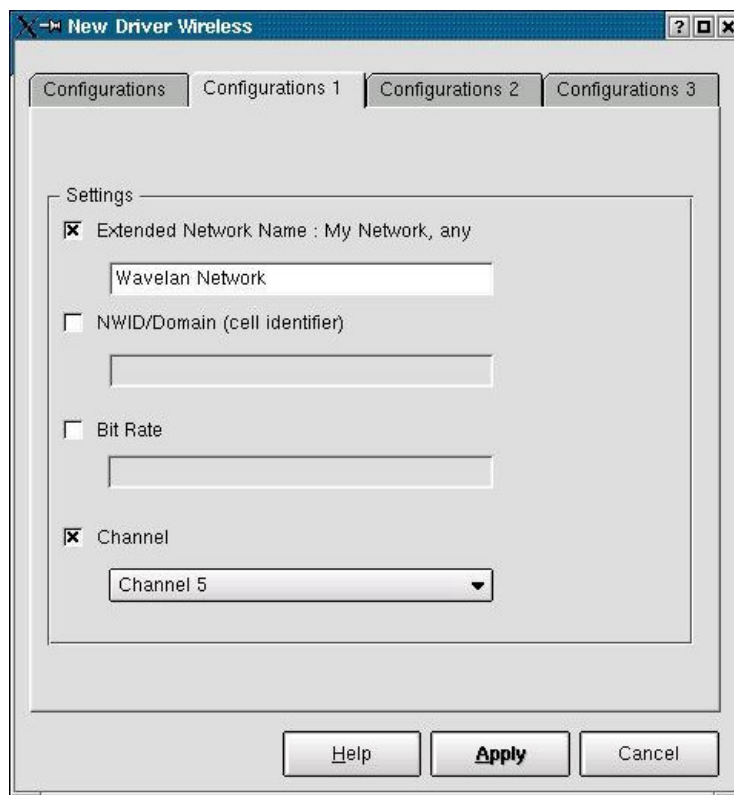 New Driver Wireless
Configurations
Configurations 1
Configurations 2
Configurations 3
Settings
Extended Network Name : My Network, any
Wavelan Network
NWID/Domain (cell identifier)
Bit Rate
Channel
Channel 5
Help
Apply
Cancel